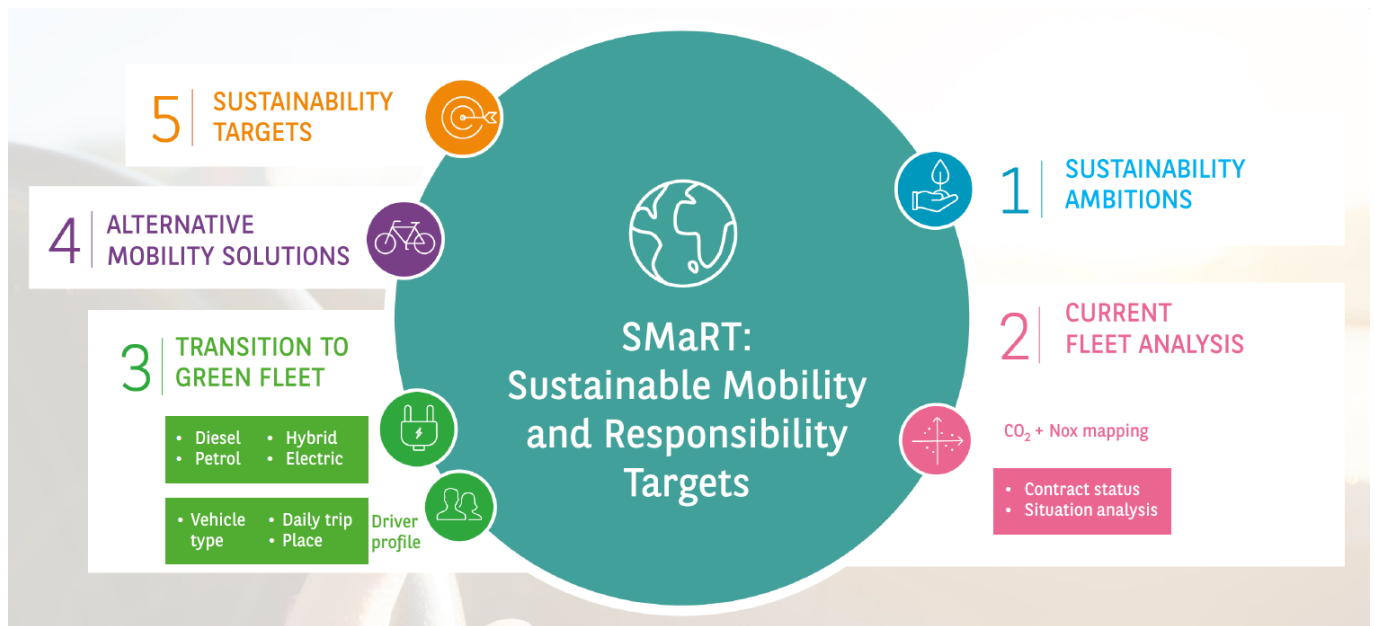 SMaRT:
Sustainable Mobility
and Responsibility
Targets
1
SUSTAINABILITY
AMBITIONS
2
CURRENT
FLEET ANALYSIS
CO₂ + Nox mapping
• Contract status
• Situation analysis
3
TRANSITION TO
GREEN FLEET
• Diesel • Hybrid
• Petrol • Electric
• Vehicle type • Daily trip
• Place
Driver
profile
4
ALTERNATIVE
MOBILITY SOLUTIONS
5
SUSTAINABILITY
TARGETS